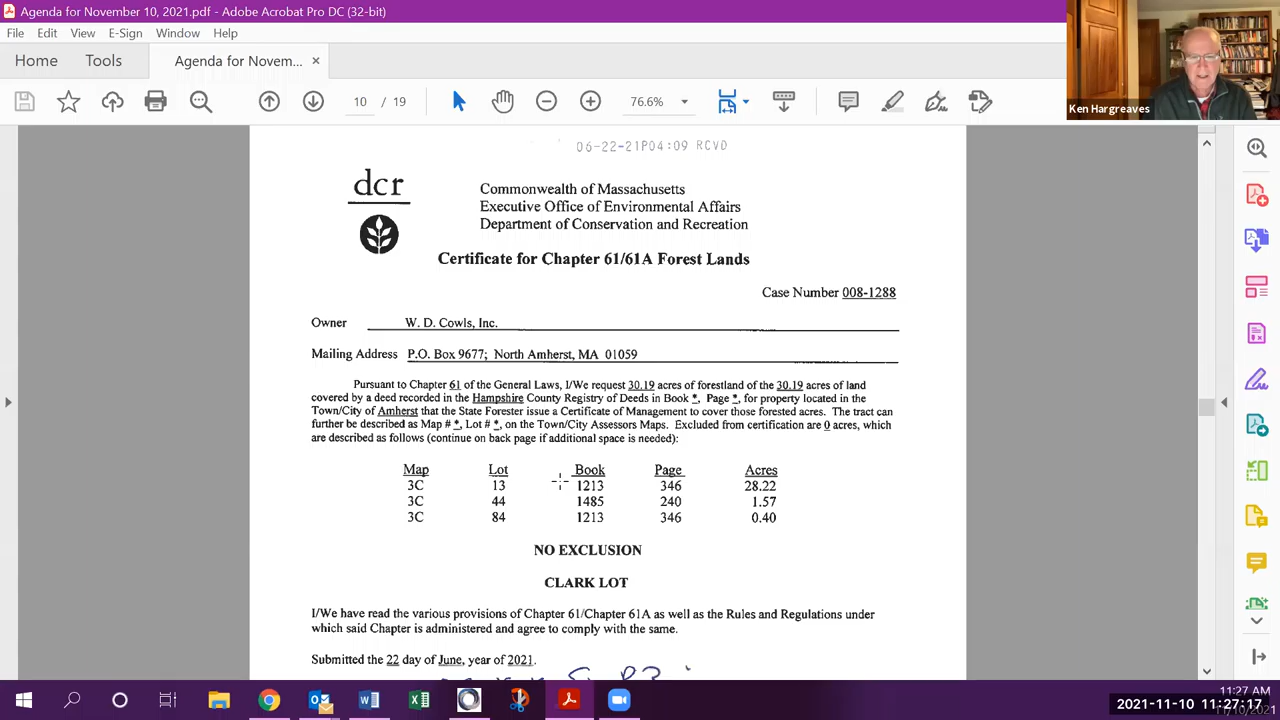 Agenda for November 10, 2021.pdf - Adobe Acrobat Pro DC (32-bit)
File Edit View E-Sign Window Help
Home Tools Agenda for Novem... ×
10 / 19 76.6%
Ken Hargreaves
06-22-21P04:09 RCVD
dcr
Commonwealth of Massachusetts
Executive Office of Environmental Affairs
Department of Conservation and Recreation
Certificate for Chapter 61/61A Forest Lands
Case Number 008-1288
Owner W. D. Cowls, Inc.
Mailing Address P.O. Box 9677; North Amherst, MA 01059
Pursuant to Chapter 61 of the General Laws, I/We request 30.19 acres of forestland of the 30.19 acres of land
covered by a deed recorded in the Hampshire County Registry of Deeds in Book *, Page *, for property located in the
Town/City of Amherst that the State Forester issue a Certificate of Management to cover those forested acres. The tract can
further be described as Map # *, Lot # *, on the Town/City Assessors Maps. Excluded from certification are 0 acres, which
are described as follows (continue on back page if additional space is needed):
Map Lot Book Page Acres
3C 13 1213 346 28.22
3C 44 1485 240 1.57
3C 84 1213 346 0.40
NO EXCLUSION
CLARK LOT
I/We have read the various provisions of Chapter 61/Chapter 61A as well as the Rules and Regulations under
which said Chapter is administered and agree to comply with the same.
Submitted the 22 day of June, year of 2021.
11:27 AM
2021-11-10 11:27:17